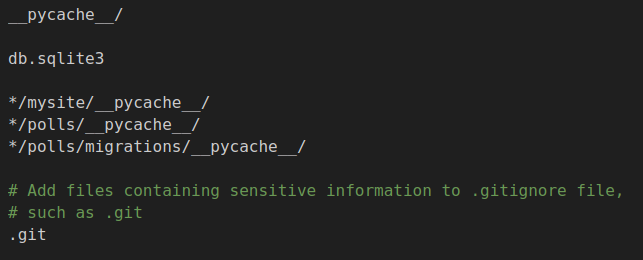 __pycache__/
db.sqlite3
*/mysite/__pycache__/
*/polls/__pycache__/
*/polls/migrations/__pycache__/
# Add files containing sensitive information to .gitignore file,
# such as .git
.git